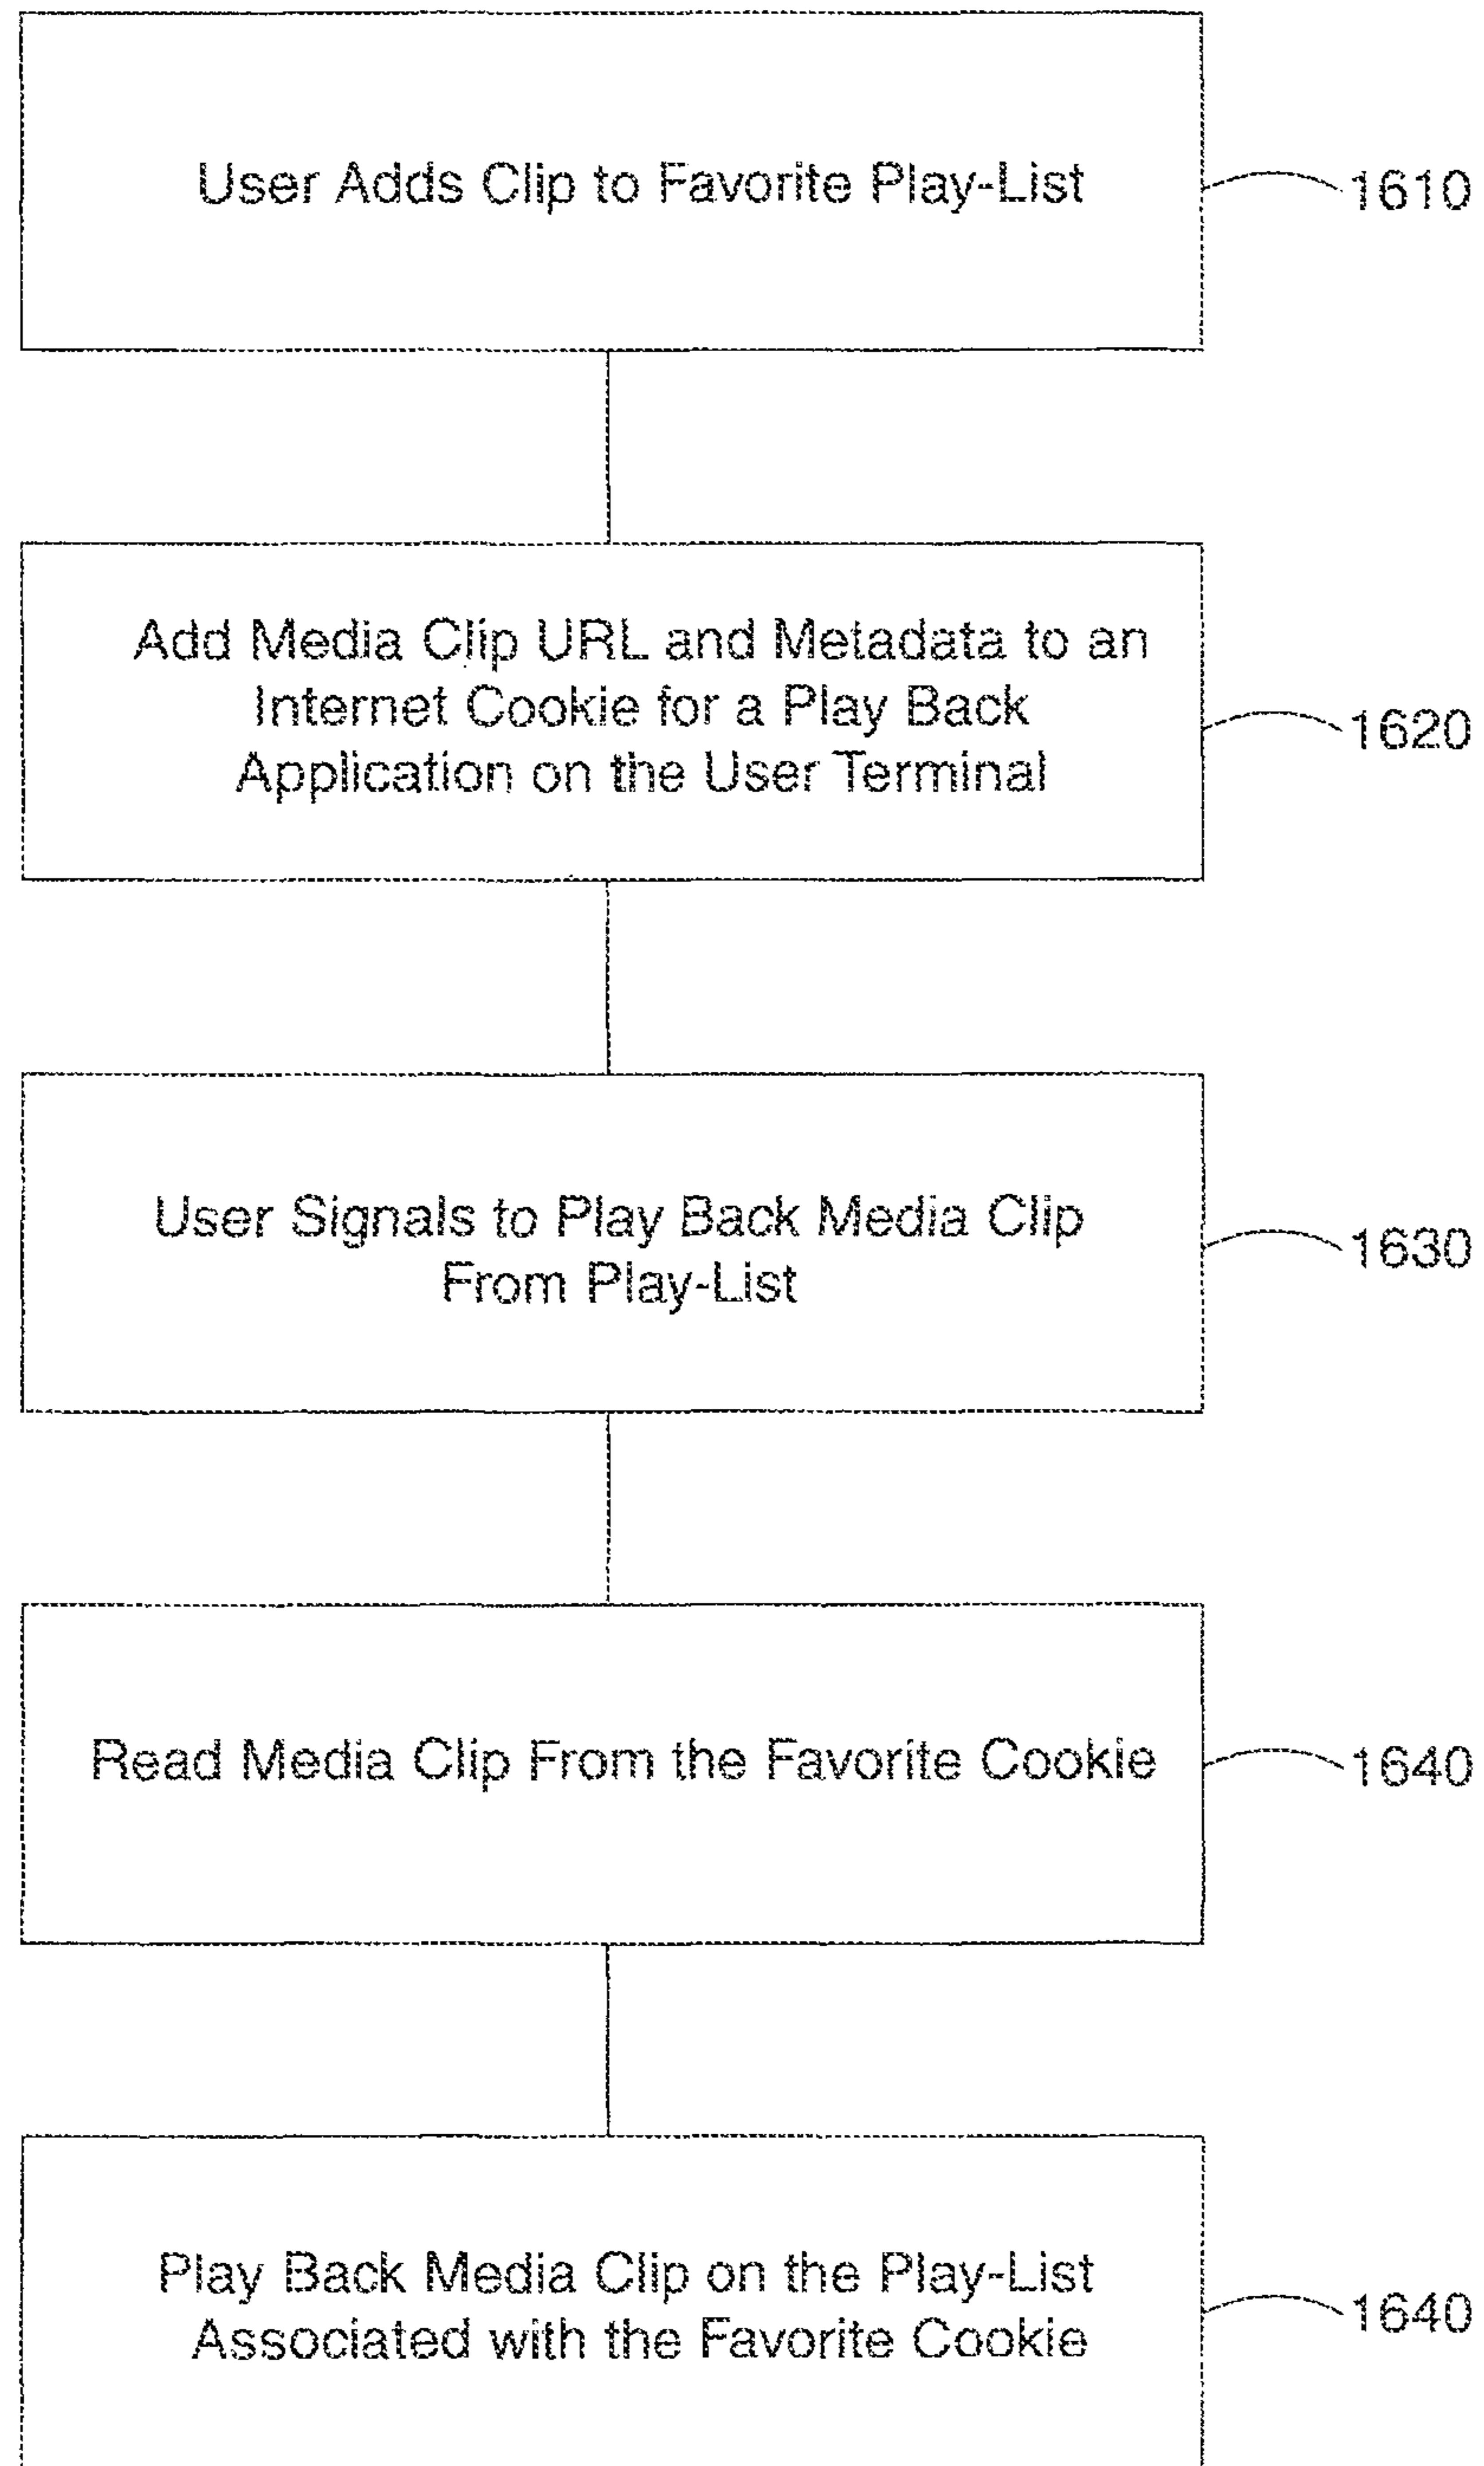 User Adds Clip to Favorite Play-List
1610
Add Media Clip URL and Metadata to an
Internet Cookie for a Play Back
Application on the User Terminal
1620
User Signals to Play Back Media Clip
From Play-List
1630
Read Media Clip From the Favorite Cookie
1640
Play Back Media Clip on the Play-List
Associated with the Favorite Cookie
1640